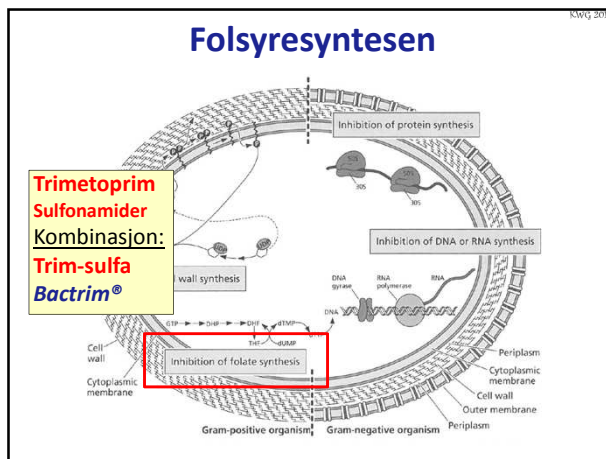 KWG 20
Folsyresyntesen
Inhibition of protein synthesis
50S
30S
30S
Trimetoprim
Sulfonamider
Kombinasjon:
Trim-sulfa
Bactrim®
wall synthesis
Inhibition of DNA or RNA synthesis
DNA
gyrase
RNA
polymerase
RNA
DNA
GTP
DHP
DHF
dTMP
THF
dUMP
Inhibition of folate synthesis
Cell
wall
Cytoplasmic
membrane
Periplasm
Cytoplasmic
membrane
Cell wall
Outer membrane
Periplasm
Gram-positive organism
Gram-negative organism